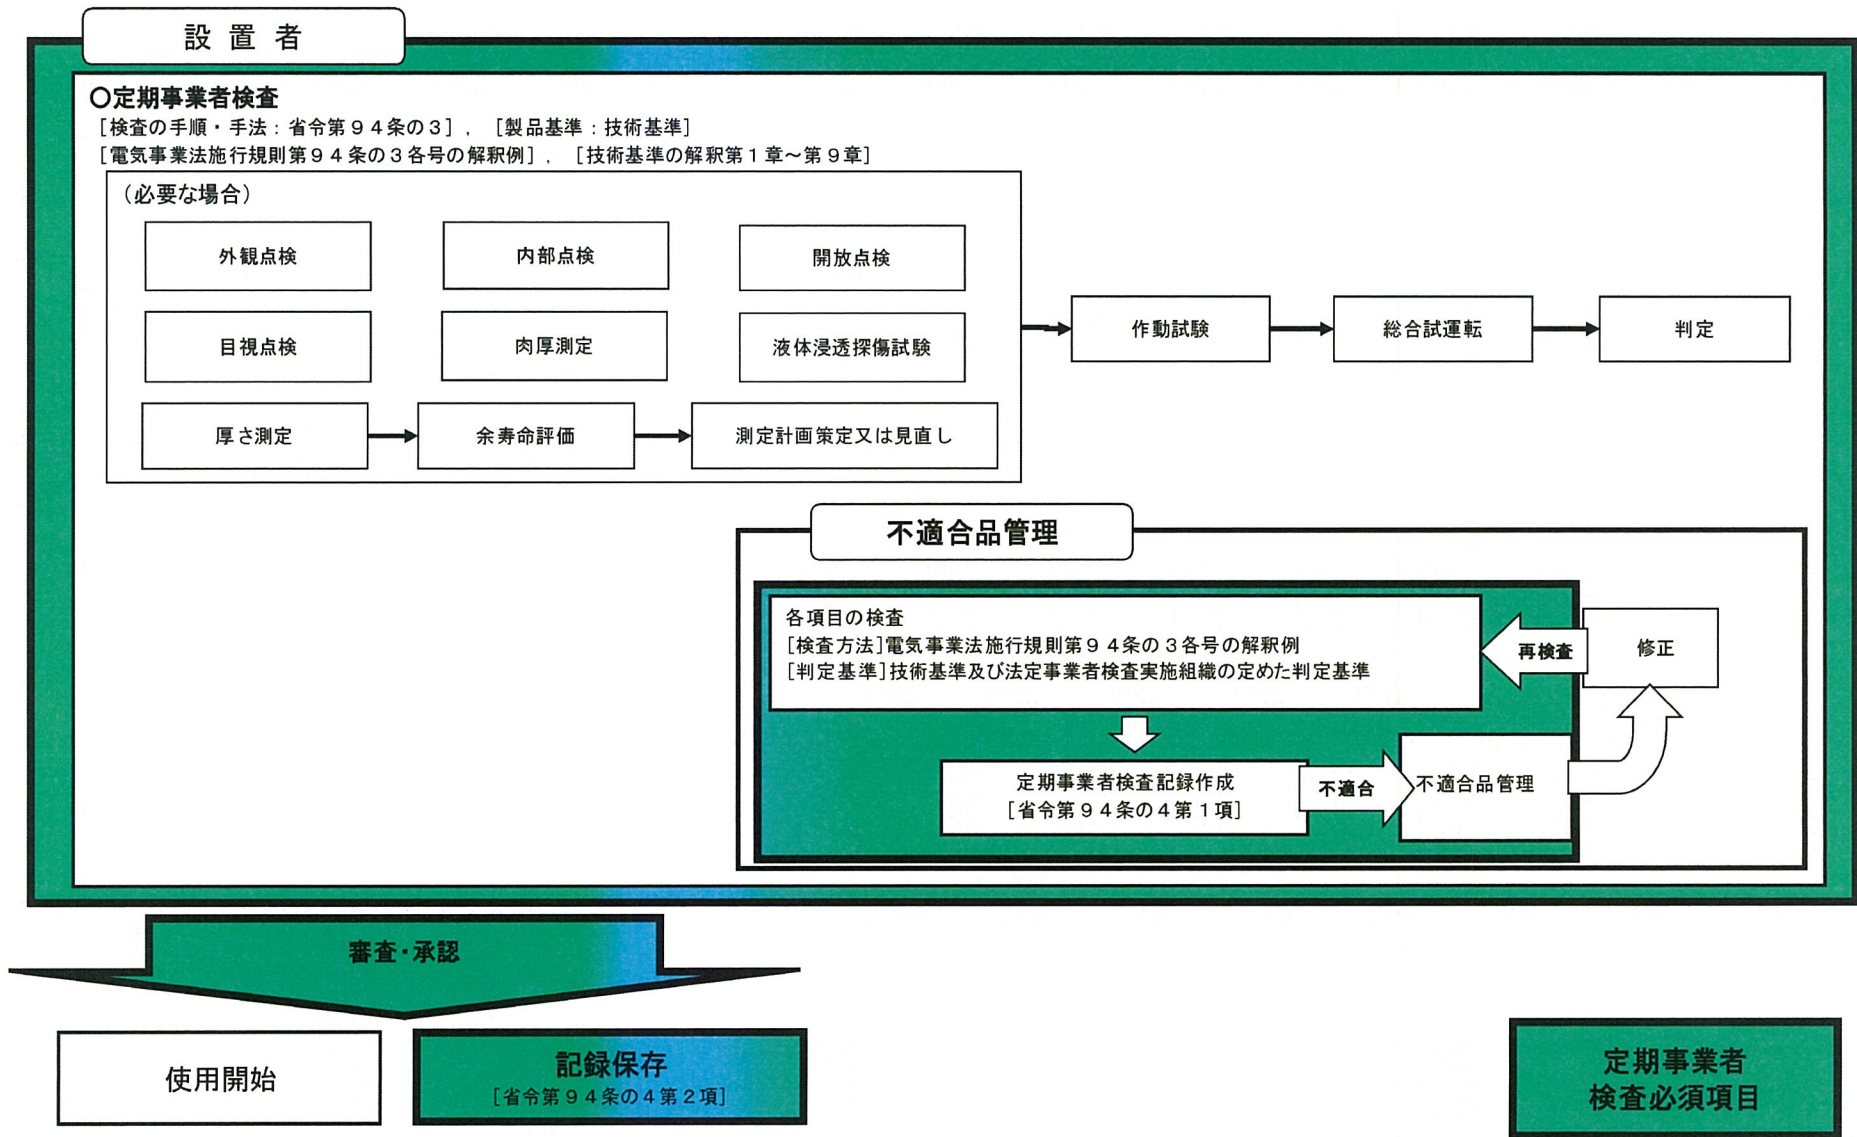 設置者
〇定期事業者検査
[検査の手順・手法：省令第９４条の３]，[製品基準：技術基準]
[電気事業法施行規則第９４条の３各号の解釈例]，[技術基準の解釈第１章～第９章]
（必要な場合）
外観点検
内部点検
開放点検
目視点検
肉厚測定
液体浸透探傷試験
厚さ測定
余寿命評価
測定計画策定又は見直し
作動試験
総合試運転
判定
不適合品管理
各項目の検査
[検査方法]電気事業法施行規則第９４条の３各号の解釈例
[判定基準]技術基準及び法定事業者検査実施組織の定めた判定基準
再検査
修正
定期事業者検査記録作成
[省令第９４条の４第１項]
不適合
不適合品管理
審査・承認
使用開始
記録保存
[省令第９４条の４第２項]
定期事業者
検査必須項目